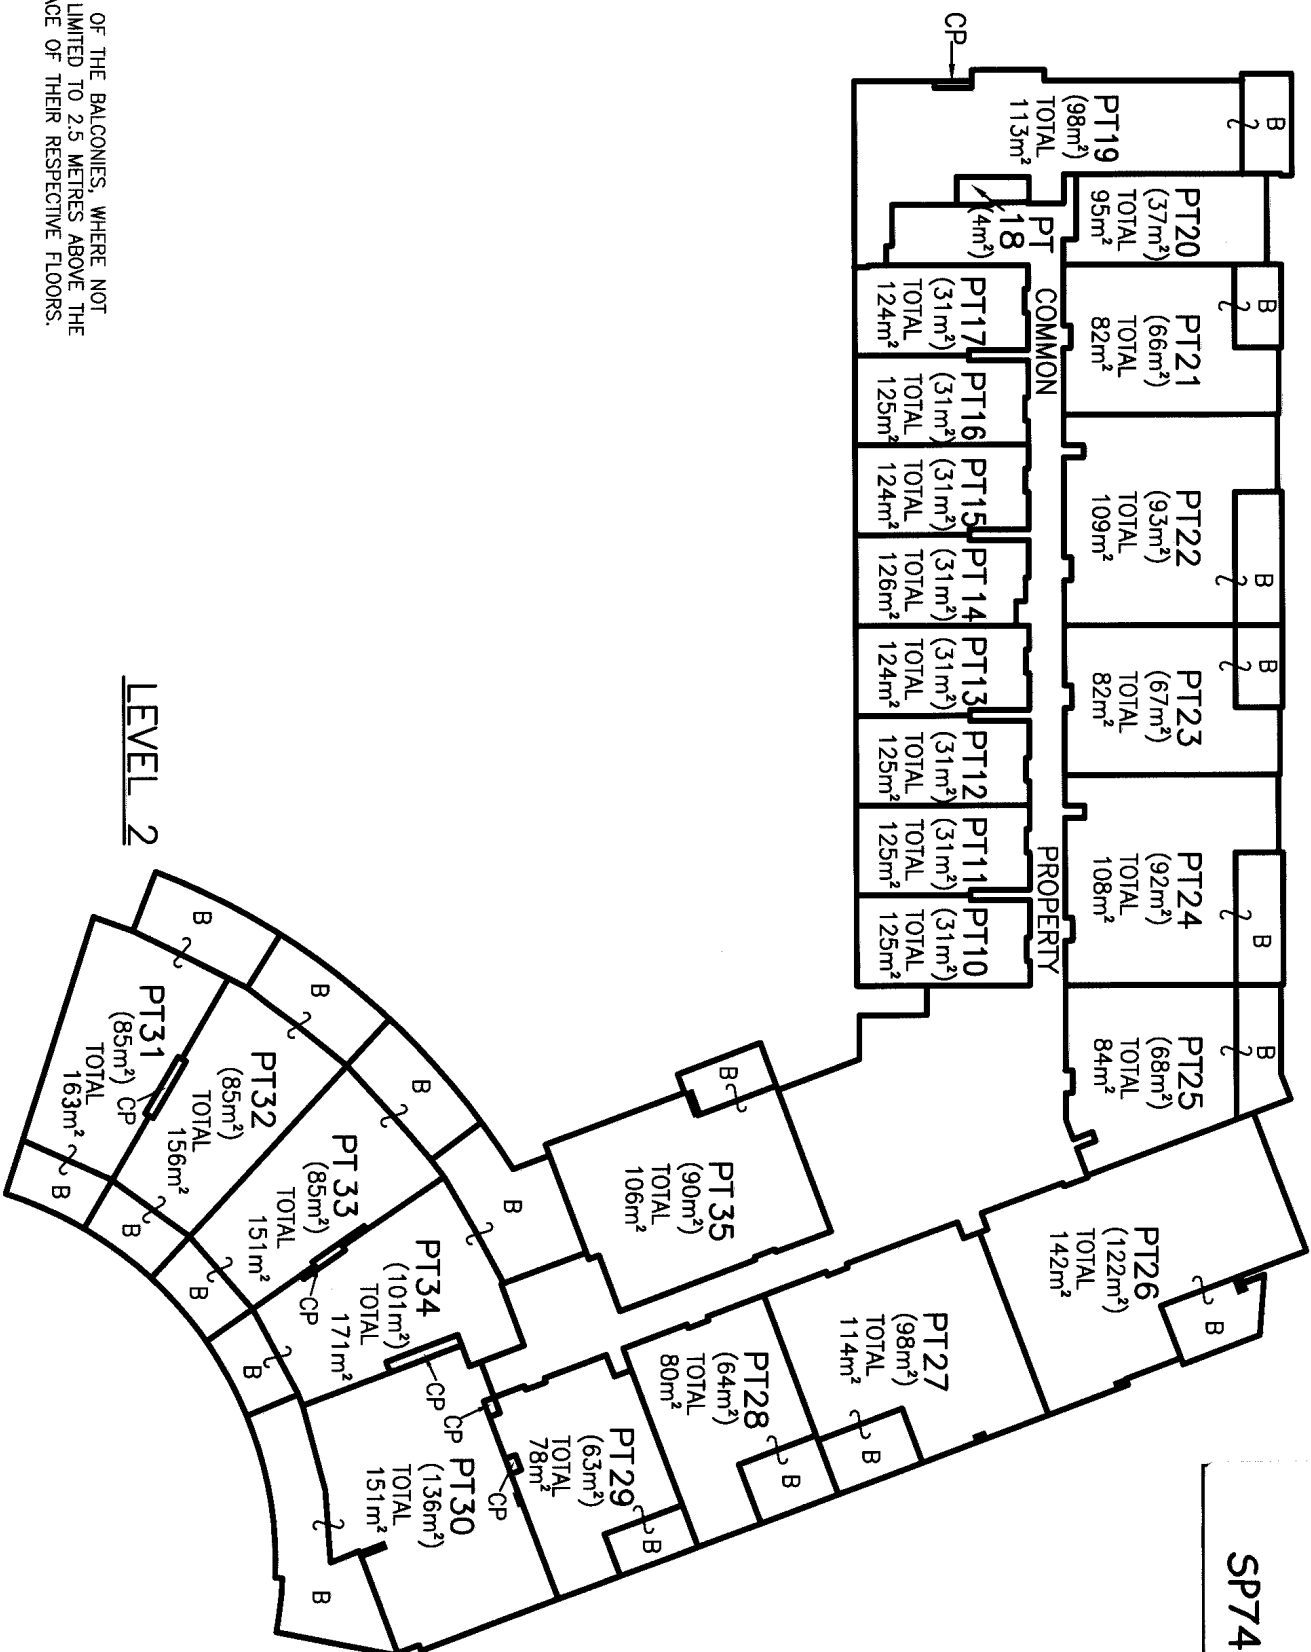 SP74
B
PT19
(98m²)
TOTAL
113m²
CP
PT20
(37m²)
TOTAL
95m²
PT
18
(4m²)
B
PT21
(66m²)
TOTAL
82m²
B
PT22
(93m²)
TOTAL
109m²
B
PT23
(67m²)
TOTAL
82m²
B
PT24
(92m²)
TOTAL
108m²
B
PT25
(68m²)
TOTAL
84m²
COMMON PROPERTY
PT17
(31m²)
TOTAL
124m²
PT16
(31m²)
TOTAL
125m²
PT15
(31m²)
TOTAL
124m²
PT14
(31m²)
TOTAL
126m²
PT13
(31m²)
TOTAL
124m²
PT12
(31m²)
TOTAL
125m²
PT11
(31m²)
TOTAL
125m²
PT10
(31m²)
TOTAL
125m²
PT26
(122m²)
TOTAL
142m²
B
PT27
(98m²)
TOTAL
114m²
B
PT28
(64m²)
TOTAL
80m²
B
PT29
(63m²)
TOTAL
78m²
B
PT35
(90m²)
TOTAL
106m²
B
PT30
(136m²)
TOTAL
151m²
B
CP
CP
CP
PT34
(101m²)
TOTAL
171m²
B
B
PT33
(85m²)
TOTAL
151m²
CP
B
B
PT32
(85m²)
TOTAL
156m²
B
B
PT31
(85m²)
TOTAL
163m²
CP
B
B
LEVEL 2
OF THE BALCONIES, WHERE NOT
LIMITED TO 2.5 METRES ABOVE THE
OF THEIR RESPECTIVE FLOORS.